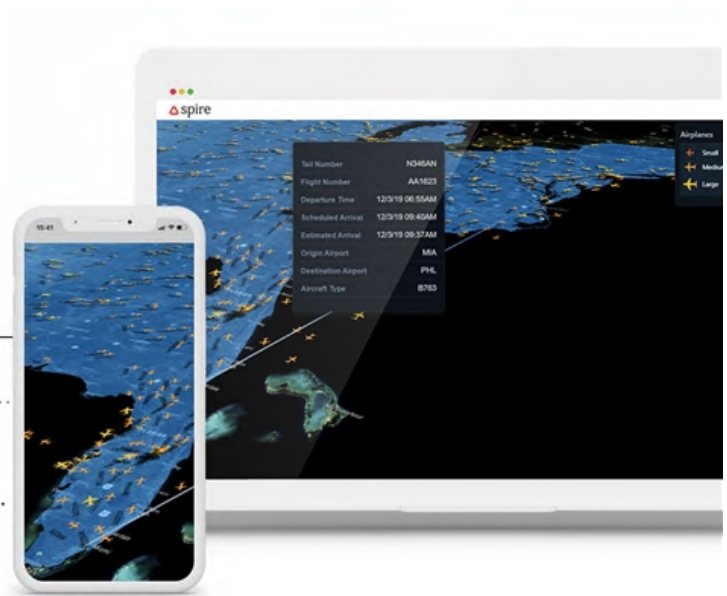 spire
Tail Number N346AN
Flight Number AA1623
Departure Time 12/3/19 06:55AM
Scheduled Arrival 12/3/19 09:40AM
Estimated Arrival 12/3/19 09:37AM
Origin Airport MIA
Destination Airport PHL
Aircraft Type B763
Airplanes
Small
Medium
Large
15:41